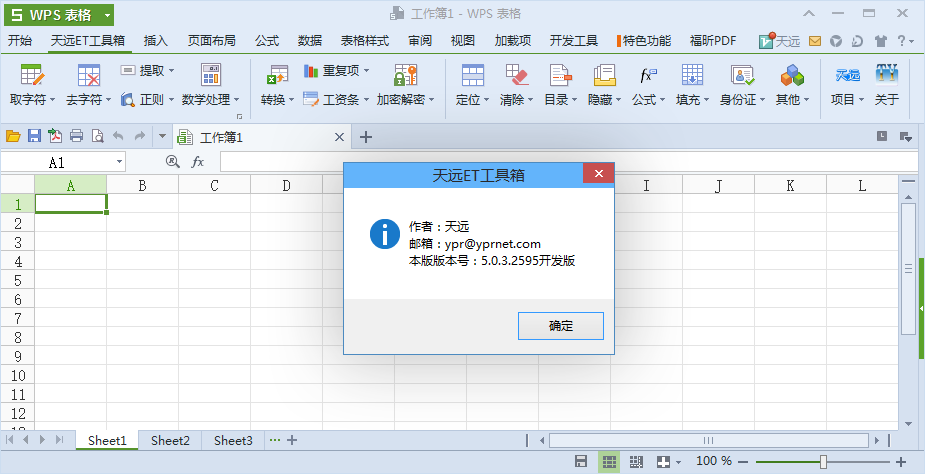 S WPS 表格
工作簿1 - WPS 表格
开始 天远ET工具箱 插入 页面布局 公式 数据 表格样式 审阅 视图 加载项 开发工具 特色功能 福昕PDF 天远 ?
提取 重复项
取字符 去字符 正则 数学处理 转换 工资条 加密解密 定位 清除 目录 隐藏 公式 填充 身份证 其他 项目 关于
fx 天远
工作簿1
A1 fx
A B C D I J K L
天远ET工具箱
1
2
3
4
5
6
7
8
9
10
11
12
作者：天远
邮箱：ypr@yprnet.com
本版版本号：5.0.3.2595开发版
确定
Sheet1 Sheet2 Sheet3 ···
100 %